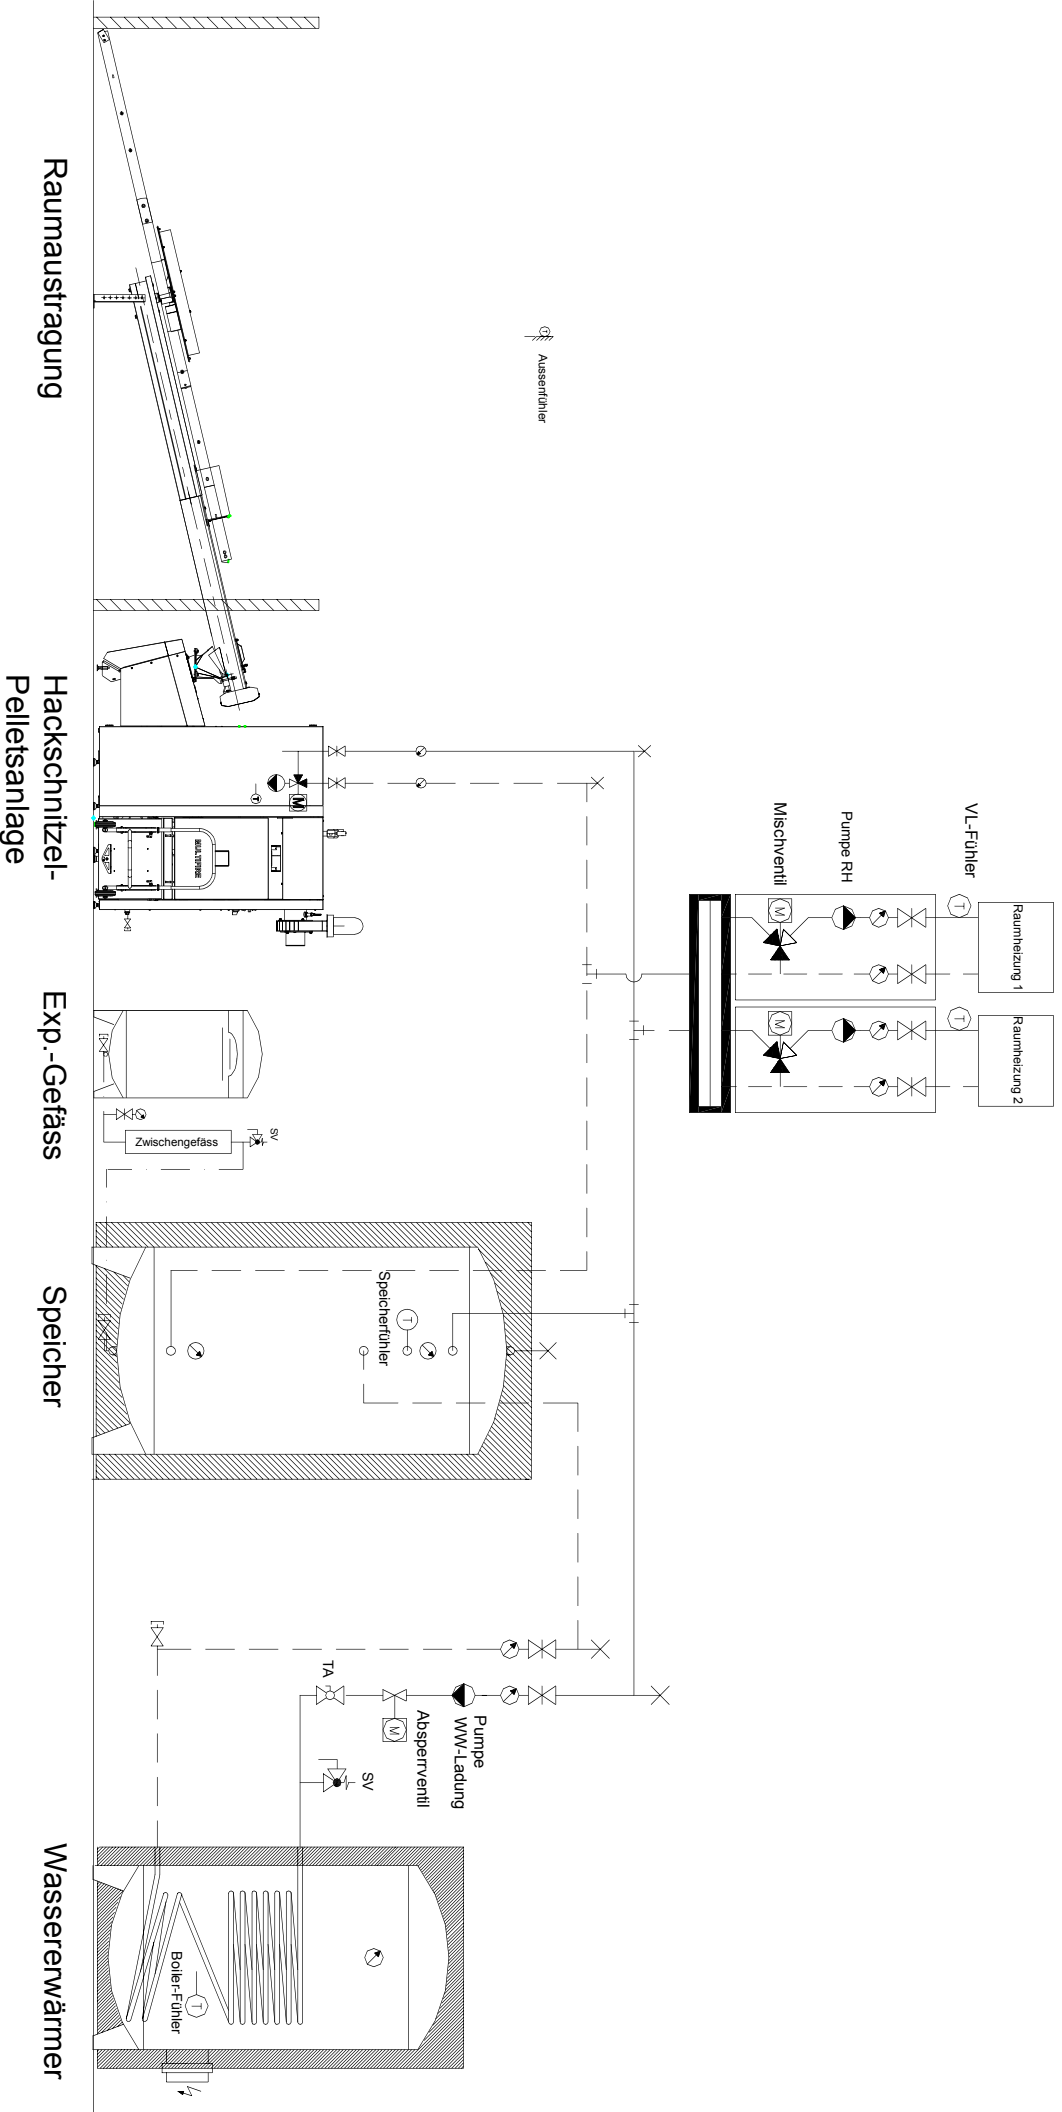 VL-Fühler
Pumpe RH
Mischventil
Raumheizung 1
Raumheizung 2
T
T
M
M
Aussenfühler
T
M
T
MULTIFIRE
SV
Zwischengefäss
Speicherfühler
T
TA
Absperrventil
M
Pumpe
WW-Ladung
SV
Boiler-Fühler
T
Raumaustragung
Hackschnitzel-
Pelletsanlage
Exp.-Gefäss
Speicher
Wassererwärmer